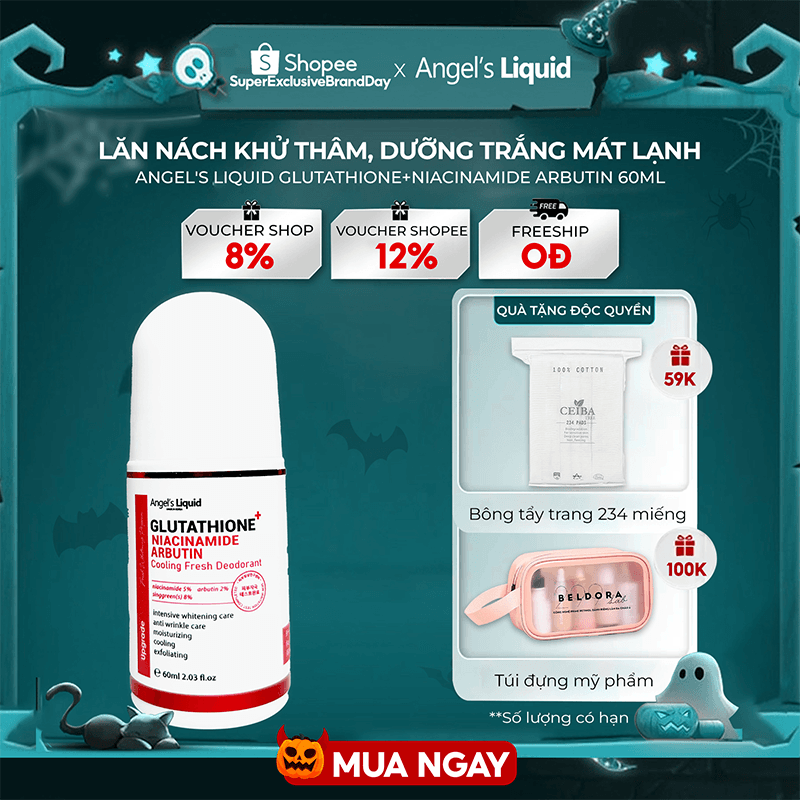 Shopee
SuperExclusiveBrandDay
x
Angel's Liquid
LĂN NÁCH KHỬ THÂM, DƯỠNG TRẮNG MÁT LẠNH
ANGEL'S LIQUID GLUTATHIONE+NIACINAMIDE ARBUTIN 60ML
VOUCHER SHOP
8%
VOUCHER SHOPEE
12%
FREE
FREESHIP
0Đ
QUÀ TẶNG ĐỘC QUYỀN
100% COTTON
CEIBA
234 PADS
59K
Bông tẩy trang 234 miếng
100K
BELDORA
Lab
Túi đựng mỹ phẩm
**Số lượng có hạn
Angel's Liquid
GLUTATHIONE+
NIACINAMIDE
ARBUTIN
Cooling Fresh Deodorant
niacinamide 5% arbutin 2%
singgreen(s) 8%
intensive whitening care
anti wrinkle care
moisturizing
cooling
exfoliating
Upgrade
e 60ml 2.03 fl.oz
MUA NGAY